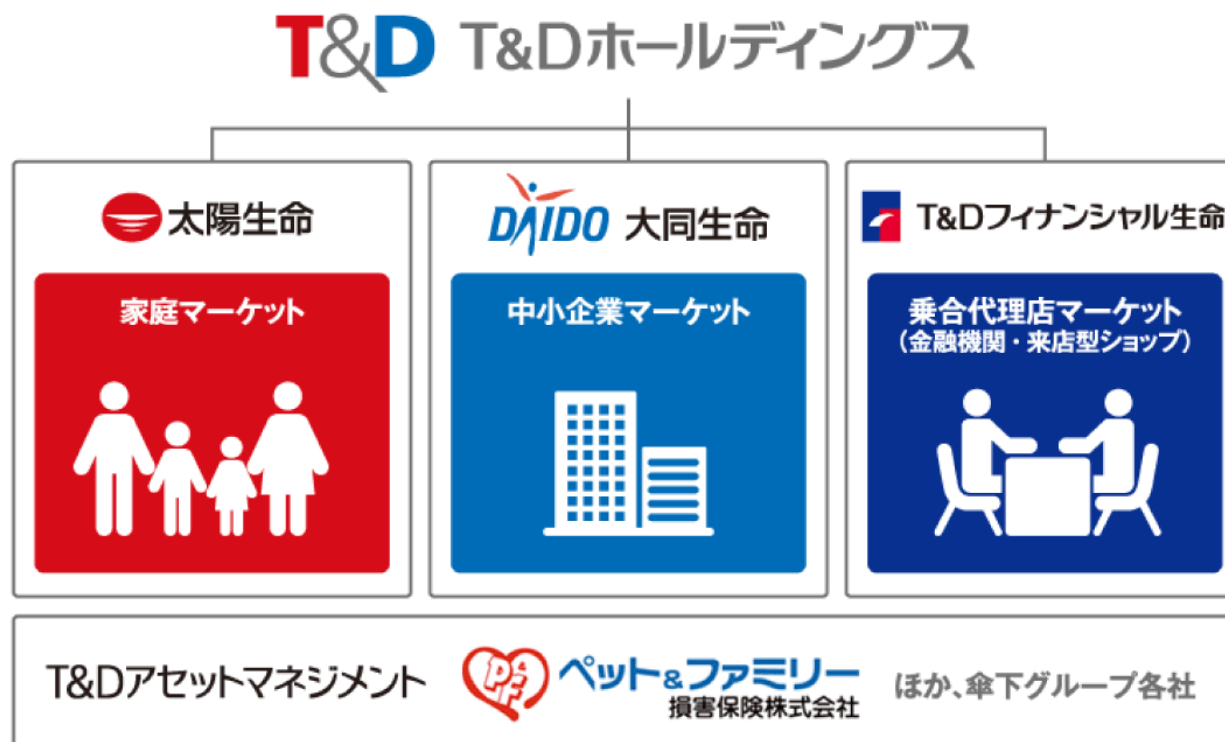 T&D T&Dホールディングス
太陽生命
DAIDO 大同生命
T&Dフィナンシャル生命
家庭マーケット
中小企業マーケット
乗合代理店マーケット
(金融機関・来店型ショップ)
T&Dアセットマネジメント
P&F ペット&ファミリー
損害保険株式会社
ほか、傘下グループ各社